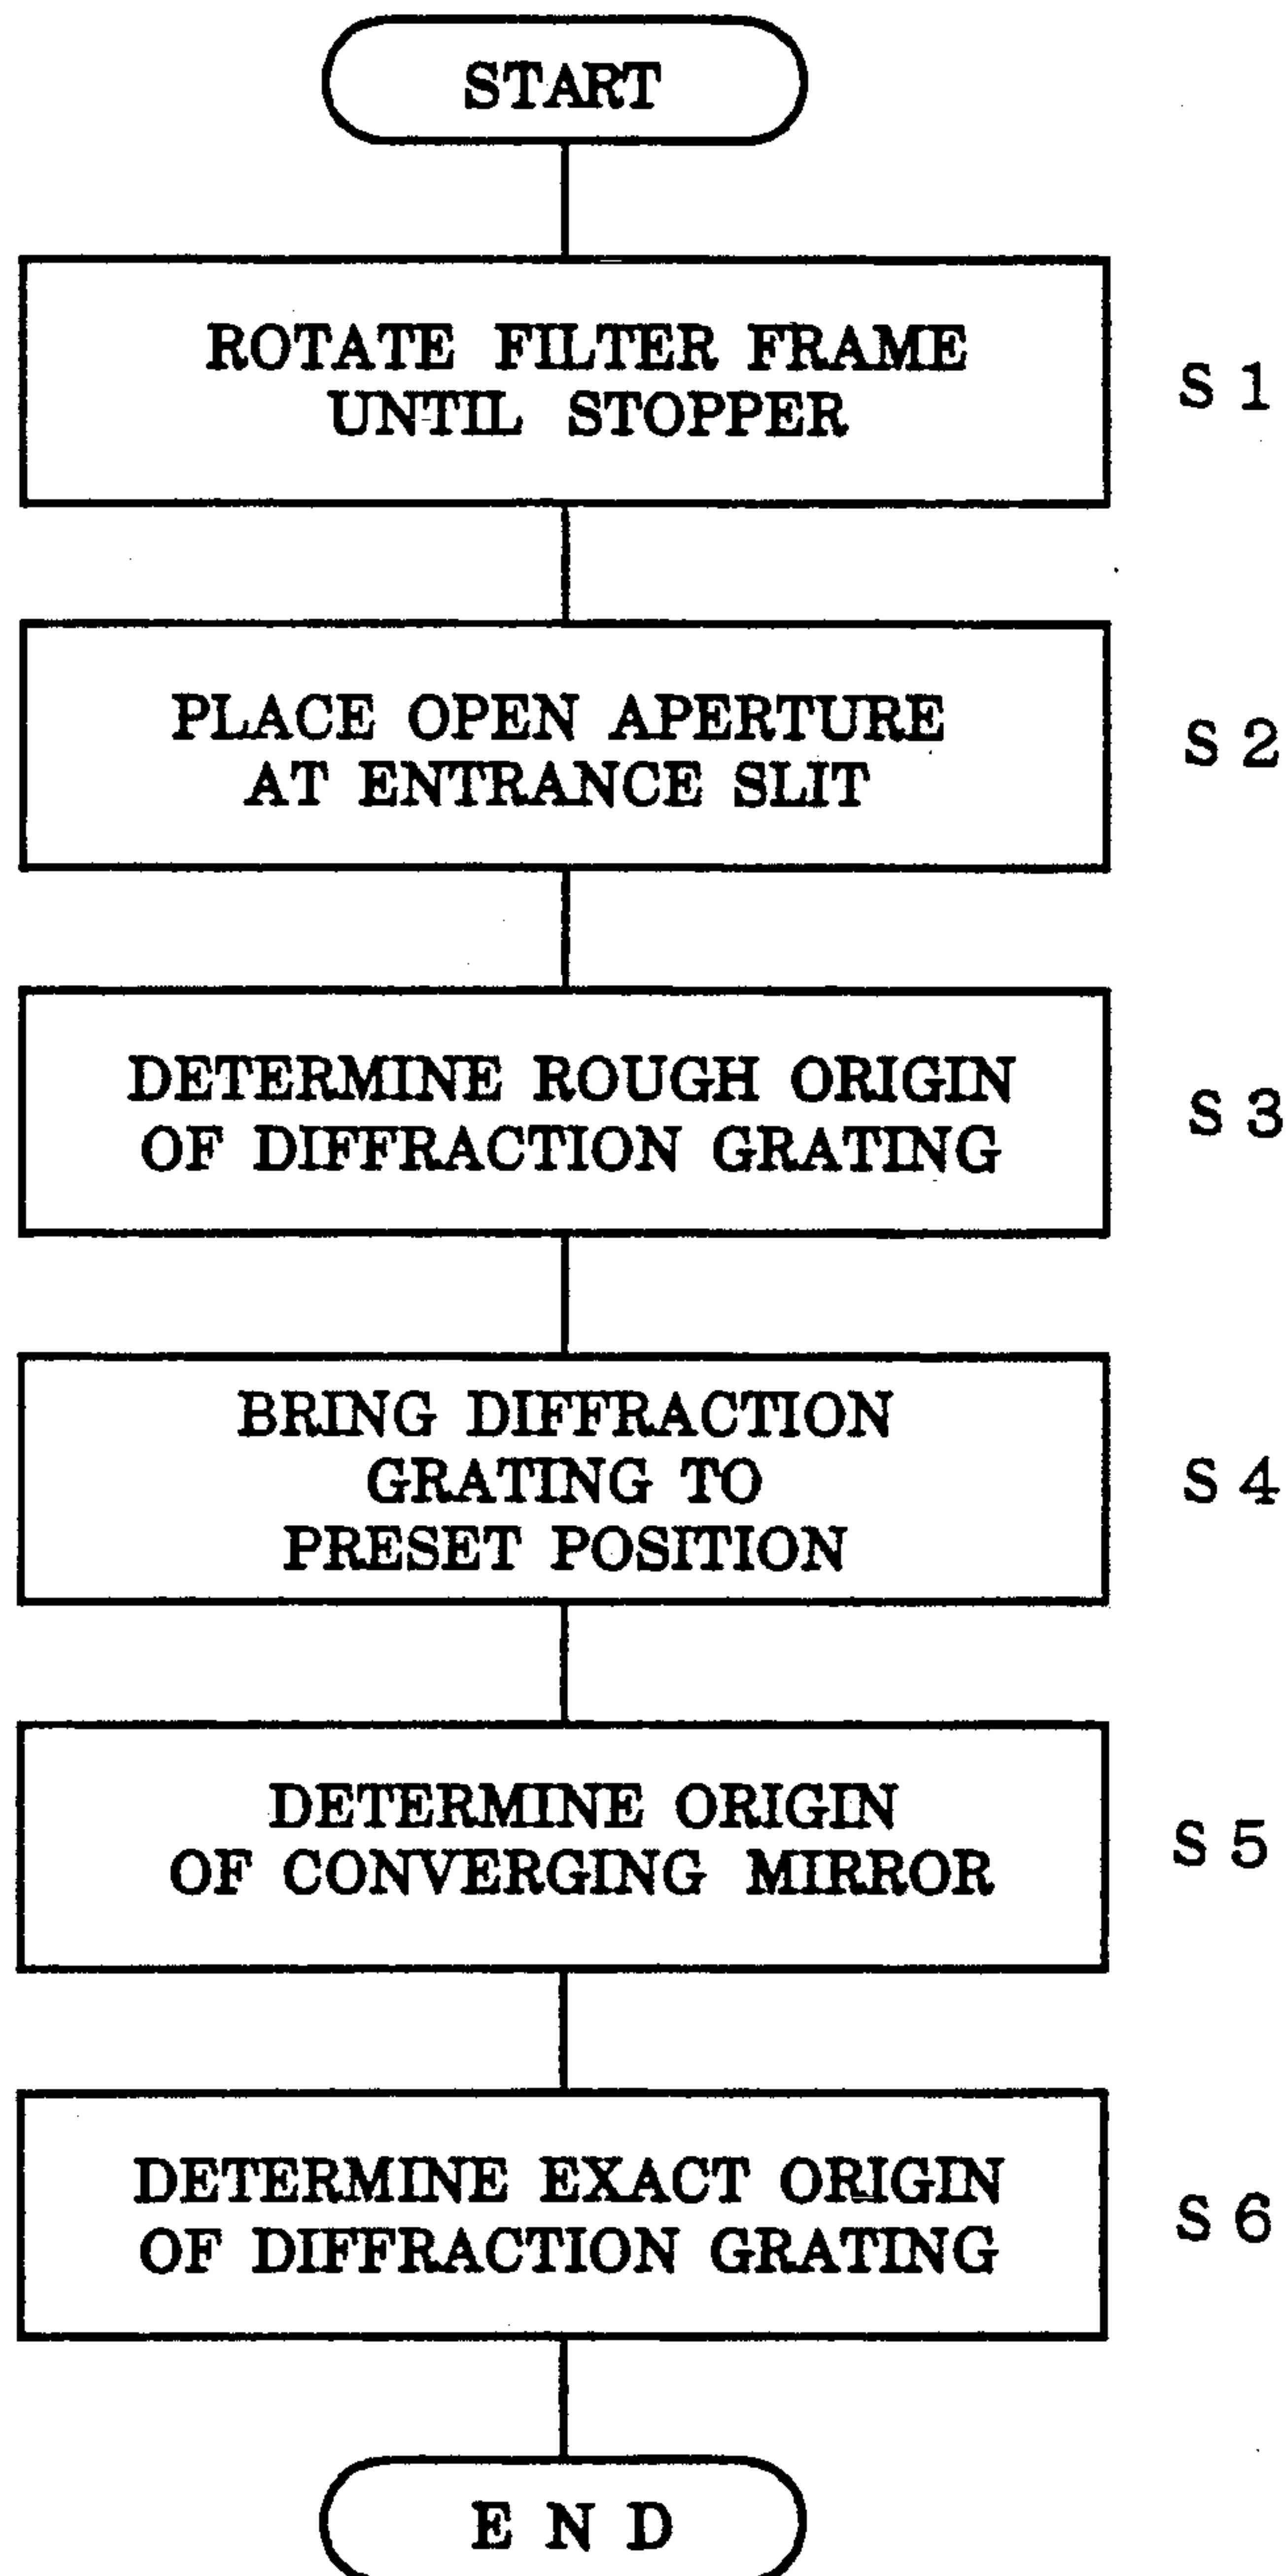 START
ROTATE FILTER FRAME
UNTIL STOPPER
S 1
PLACE OPEN APERTURE
AT ENTRANCE SLIT
S 2
DETERMINE ROUGH ORIGIN
OF DIFFRACTION GRATING
S 3
BRING DIFFRACTION
GRATING TO
PRESET POSITION
S 4
DETERMINE ORIGIN
OF CONVERGING MIRROR
S 5
DETERMINE EXACT ORIGIN
OF DIFFRACTION GRATING
S 6
E N D